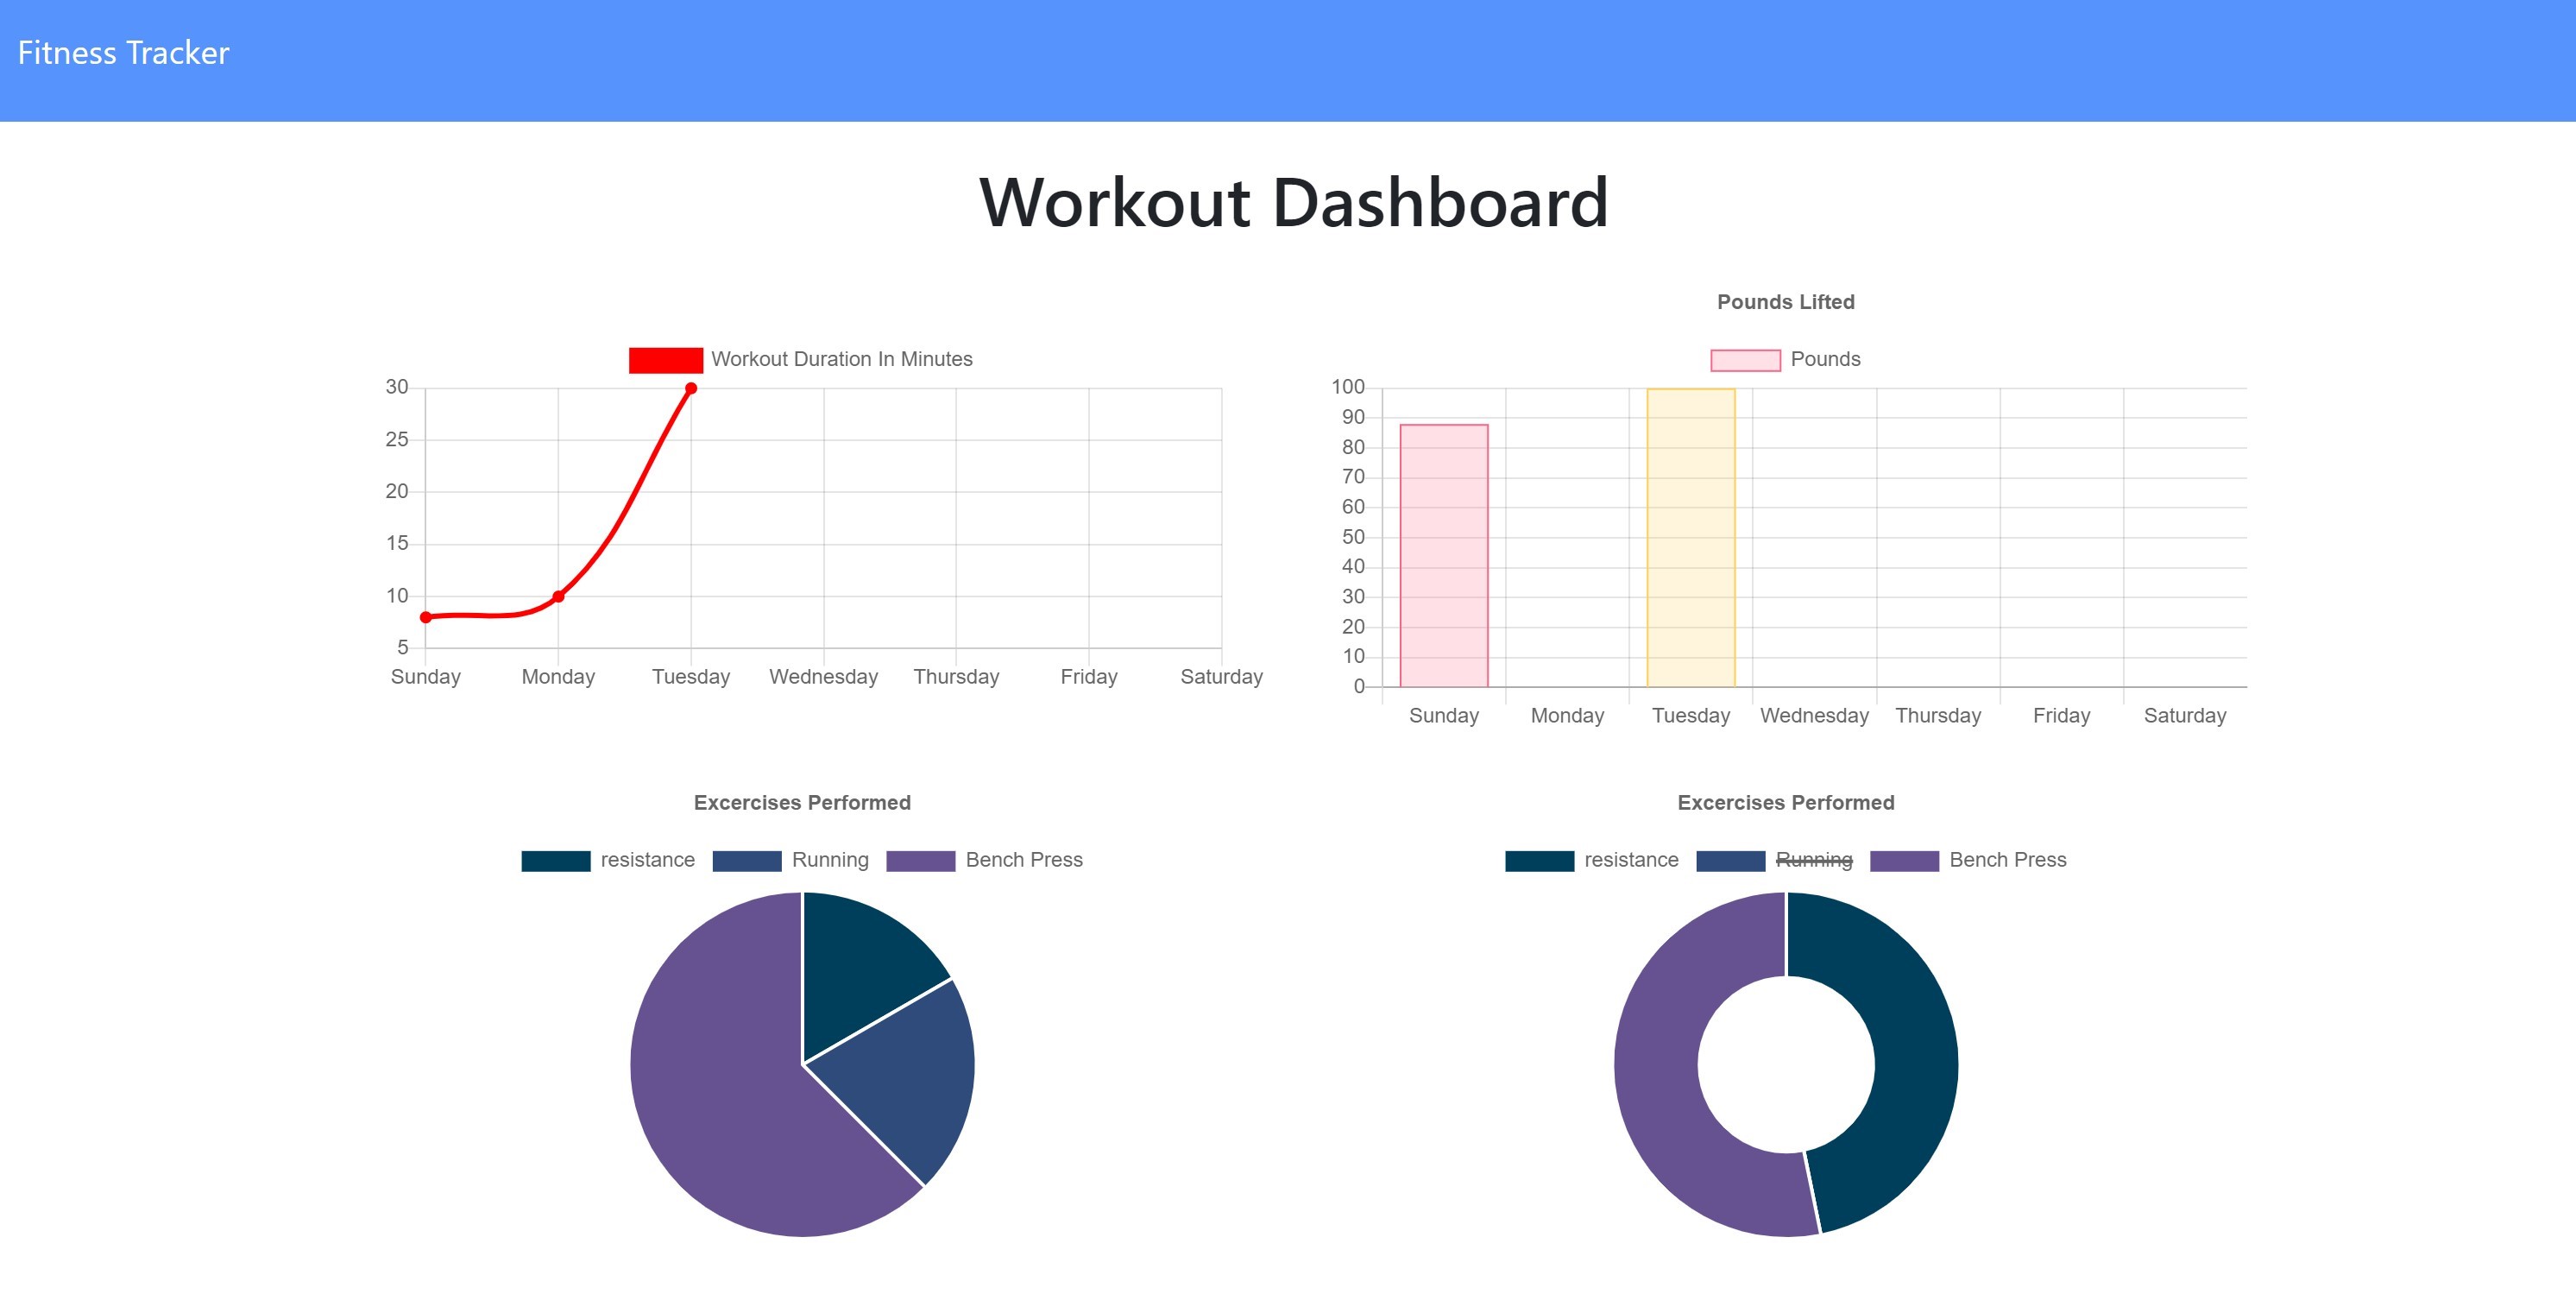 Fitness Tracker
Workout Dashboard
Workout Duration In Minutes
30
25
20
15
10
5
Sunday Monday Tuesday Wednesday Thursday Friday Saturday
Pounds Lifted
Pounds
100
90
80
70
60
50
40
30
20
10
0
Sunday Monday Tuesday Wednesday Thursday Friday Saturday
Excercises Performed
resistance Running Bench Press
Excercises Performed
resistance Running Bench Press